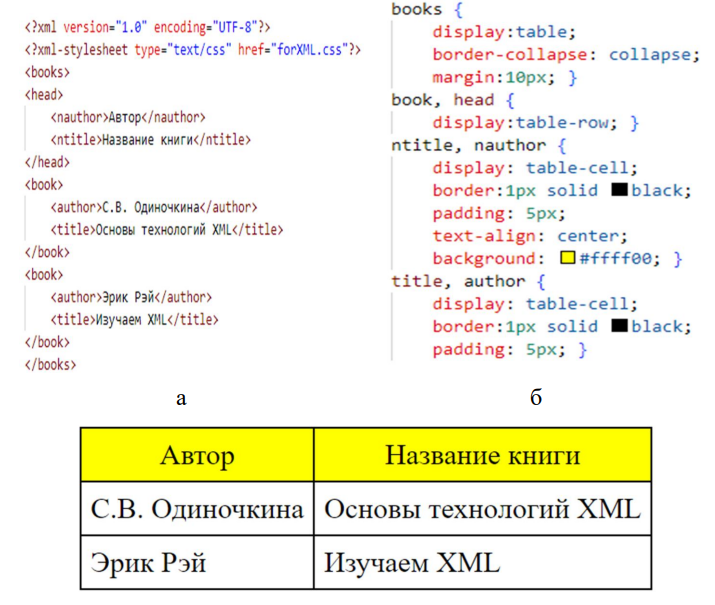 <?xml version="1.0" encoding="UTF-8"?>
<?xml-stylesheet type="text/css" href="forXML.css"?>
<books>
<head>
<nauthor>Автор</nauthor>
<ntitle>Название книги</ntitle>
</head>
<book>
<author>С.В. Одиночкина</author>
<title>Основы технологий XML</title>
</book>
<book>
<author>Эрик Рэй</author>
<title>Изучаем XML</title>
</book>
</books>
а
books {
display:table;
border-collapse: collapse;
margin:10px; }
book, head {
display:table-row; }
ntitle, nauthor {
display: table-cell;
border:1px solid black;
padding: 5px;
text-align: center;
background: #ffff00; }
title, author {
display: table-cell;
border:1px solid black;
padding: 5px; }
б
Автор Название книги
С.В. Одиночкина Основы технологий XML
Эрик Рэй Изучаем XML